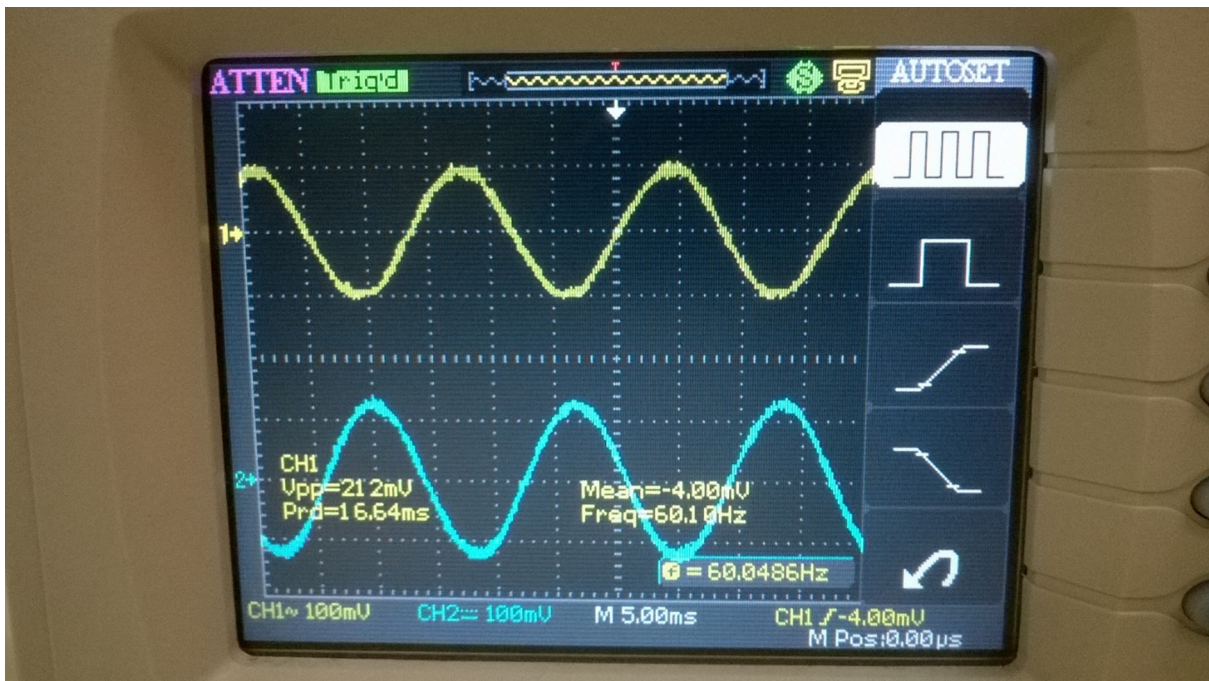 ATTEN Trig'd T S AUTOSET
1
2
CH1
Vpp=212mV Mean=-4.00mV
Prd=16.64ms Freq=60.10Hz
f = 60.0486Hz
CH1~ 100mV CH2⎓ 100mV M 5.00ms CH1 -4.00mV
M Pos:0.00μs